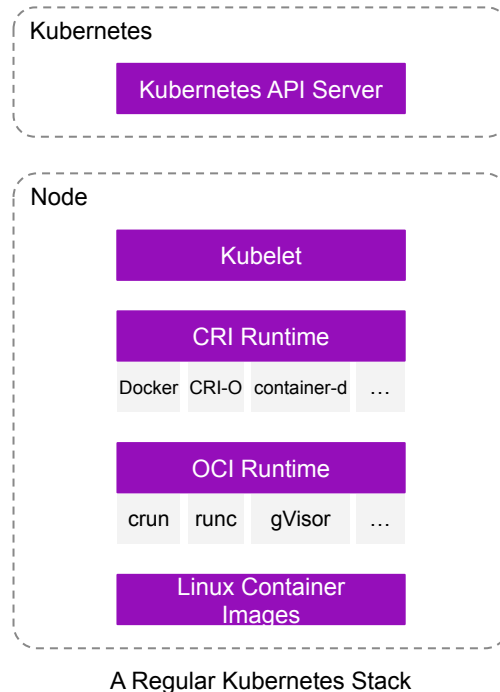 Kubernetes
Kubernetes API Server
Node
Kubelet
CRI Runtime
Docker CRI-O container-d …
OCI Runtime
crun runc gVisor …
Linux Container
Images
A Regular Kubernetes Stack